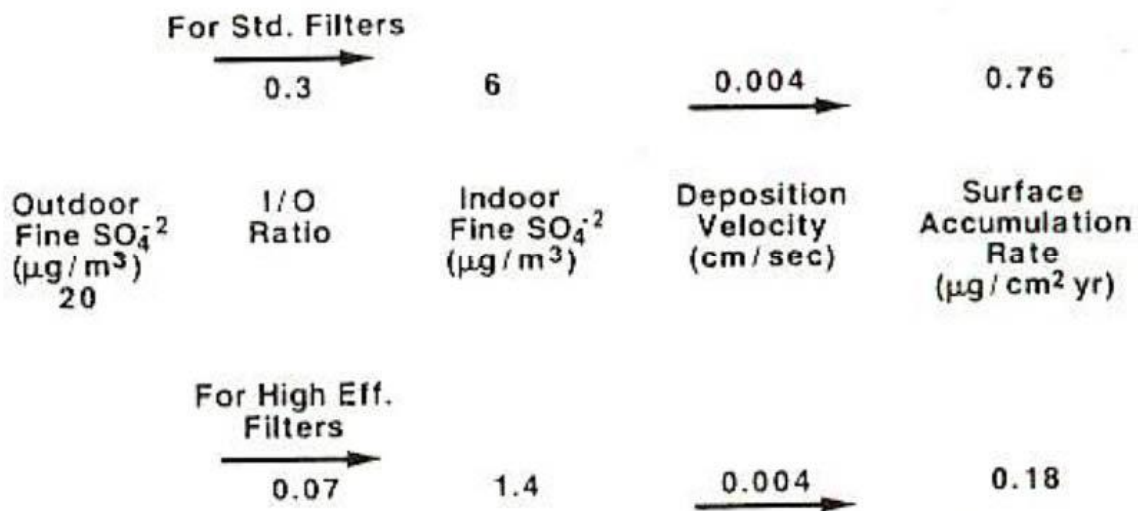 For Std. Filters
0.3 6 0.004 0.76
Outdoor
Fine SO₄⁻²
(µg/m³)
20
I/O
Ratio
Indoor
Fine SO₄⁻²
(µg/m³)
Deposition
Velocity
(cm/sec)
Surface
Accumulation
Rate
(µg/cm² yr)
For High Eff.
Filters
0.07 1.4 0.004 0.18